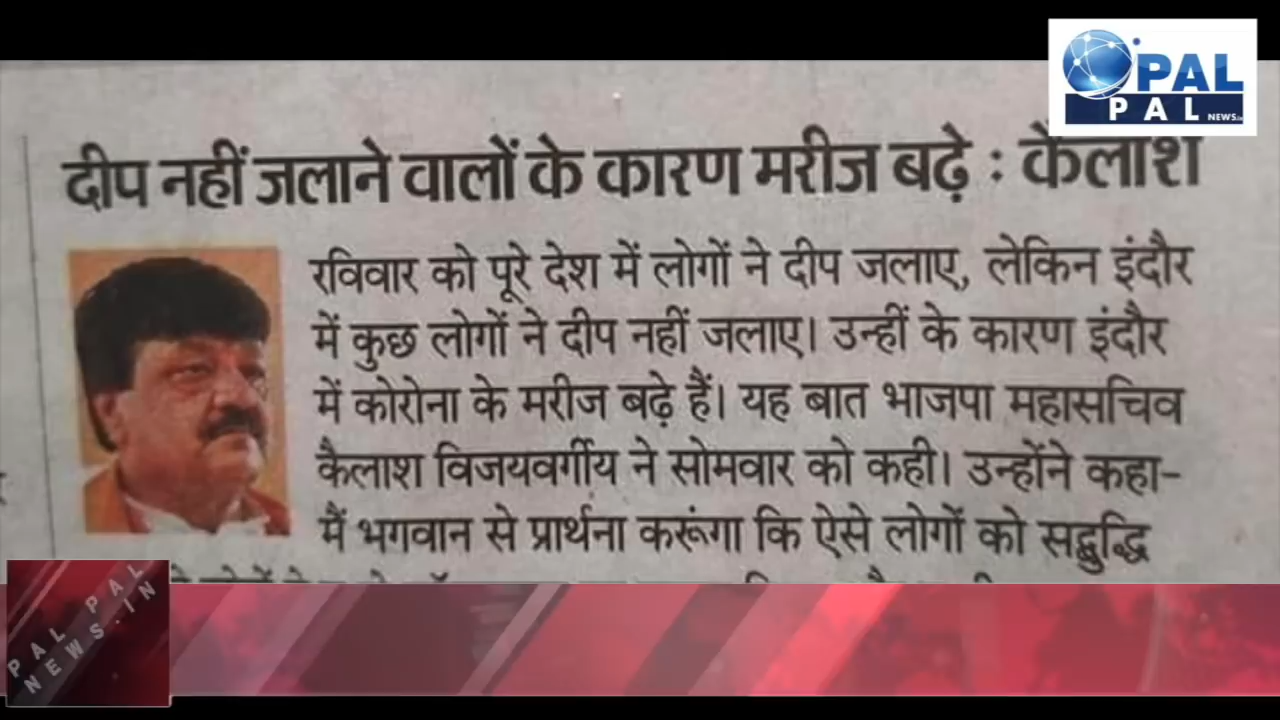 PAL
PAL NEWS.in
दीप नहीं जलाने वालों के कारण मरीज बढ़े : कैलाश
रविवार को पूरे देश में लोगों ने दीप जलाए, लेकिन इंदौर
में कुछ लोगों ने दीप नहीं जलाए। उन्हीं के कारण इंदौर
में कोरोना के मरीज बढ़े हैं। यह बात भाजपा महासचिव
कैलाश विजयवर्गीय ने सोमवार को कही। उन्होंने कहा-
मैं भगवान से प्रार्थना करूंगा कि ऐसे लोगों को सद्बुद्धि
PAL PAL
NEWS.IN